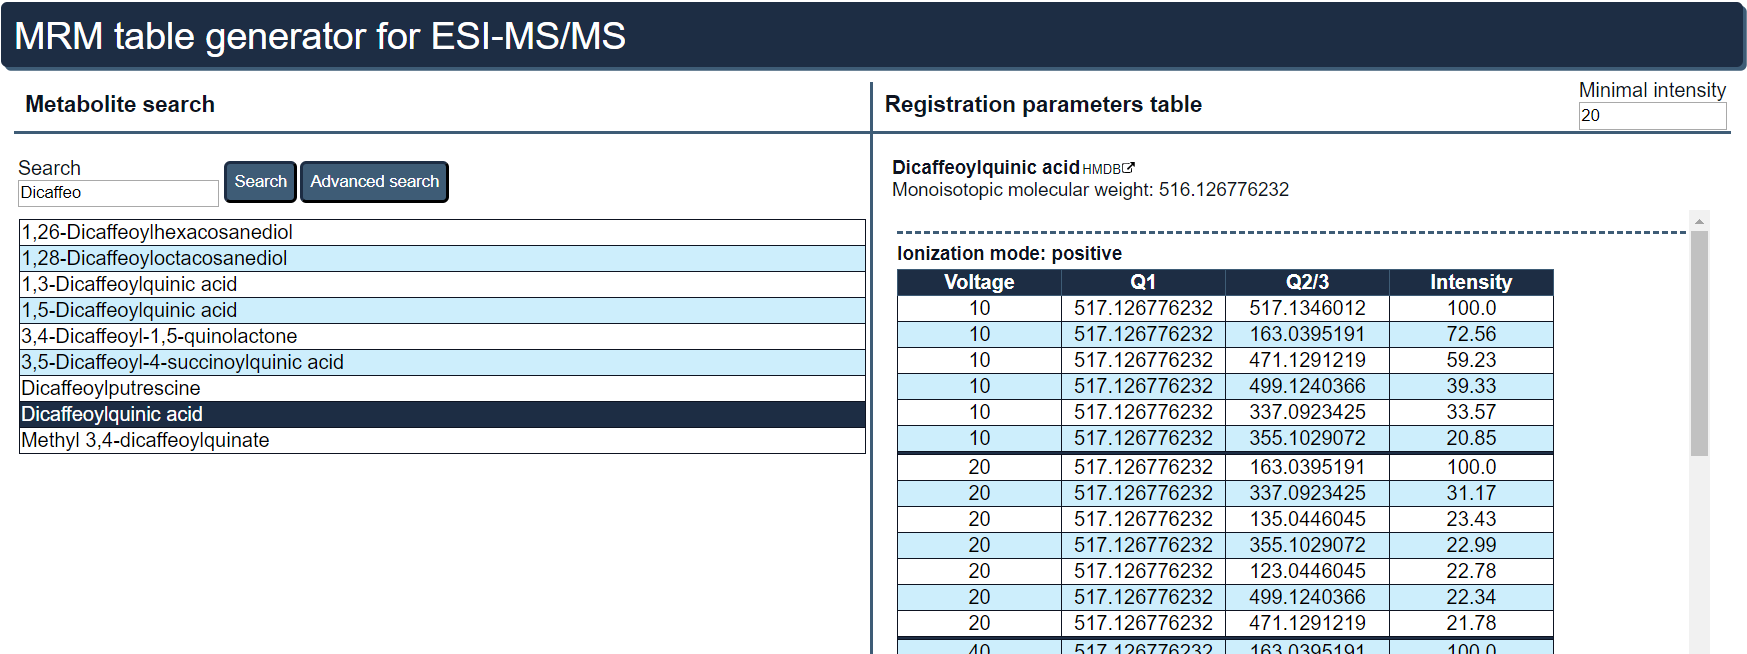 MRM table generator for ESI-MS/MS
Metabolite search
Search
Dicaffeo
Search
Advanced search
1,26-Dicaffeoylhexacosanediol
1,28-Dicaffeoyloctacosanediol
1,3-Dicaffeoylquinic acid
1,5-Dicaffeoylquinic acid
3,4-Dicaffeoyl-1,5-quinolactone
3,5-Dicaffeoyl-4-succinoylquinic acid
Dicaffeoylputrescine
Dicaffeoylquinic acid
Methyl 3,4-dicaffeoylquinate
Registration parameters table
Minimal intensity
20
Dicaffeoylquinic acid HMDB
Monoisotopic molecular weight: 516.126776232
Ionization mode: positive
Voltage Q1 Q2/3 Intensity
10 517.126776232 517.1346012 100.0
10 517.126776232 163.0395191 72.56
10 517.126776232 471.1291219 59.23
10 517.126776232 499.1240366 39.33
10 517.126776232 337.0923425 33.57
10 517.126776232 355.1029072 20.85
20 517.126776232 163.0395191 100.0
20 517.126776232 337.0923425 31.17
20 517.126776232 135.0446045 23.43
20 517.126776232 355.1029072 22.99
20 517.126776232 123.0446045 22.78
20 517.126776232 499.1240366 22.34
20 517.126776232 471.1291219 21.78
40 517.126776232 163.0395191 100.0